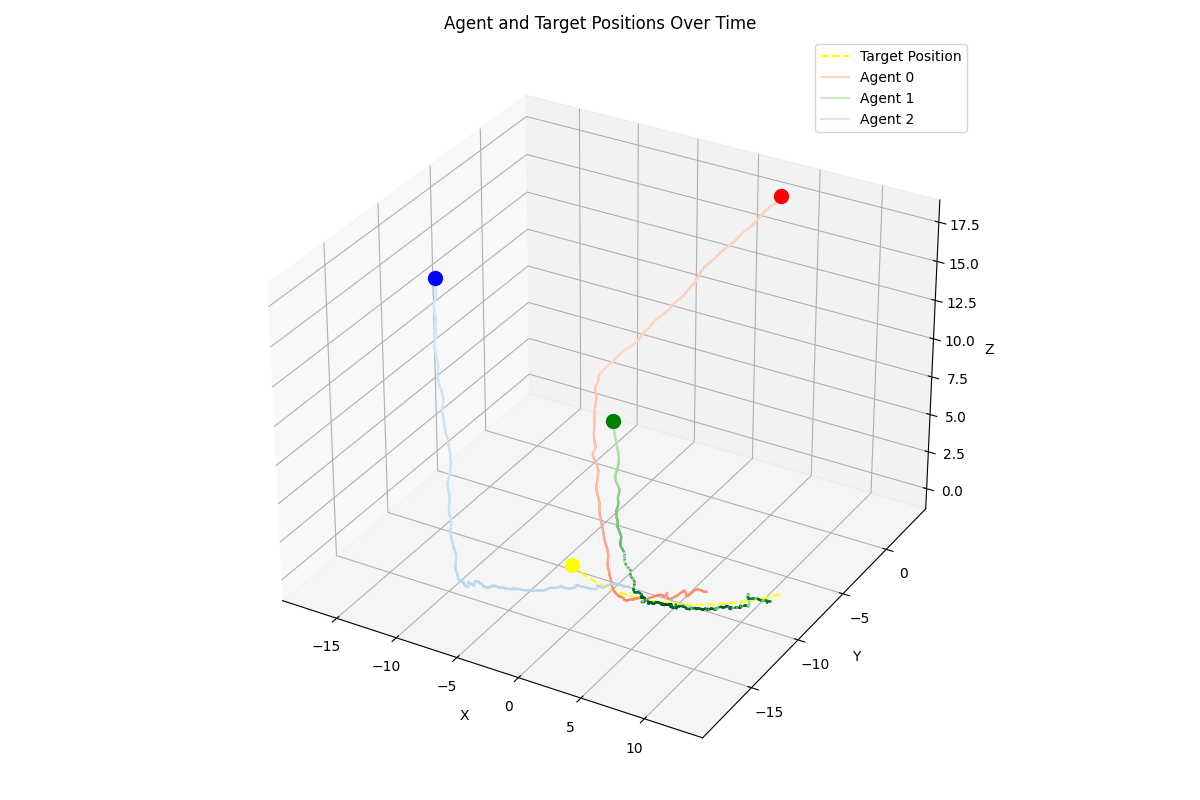 Agent and Target Positions Over Time
Target Position
Agent 0
Agent 1
Agent 2
17.5
15.0
12.5
10.0
7.5
5.0
2.5
0.0
Z
0
−5
−10
−15
Y
−15
−10
−5
0
5
10
X